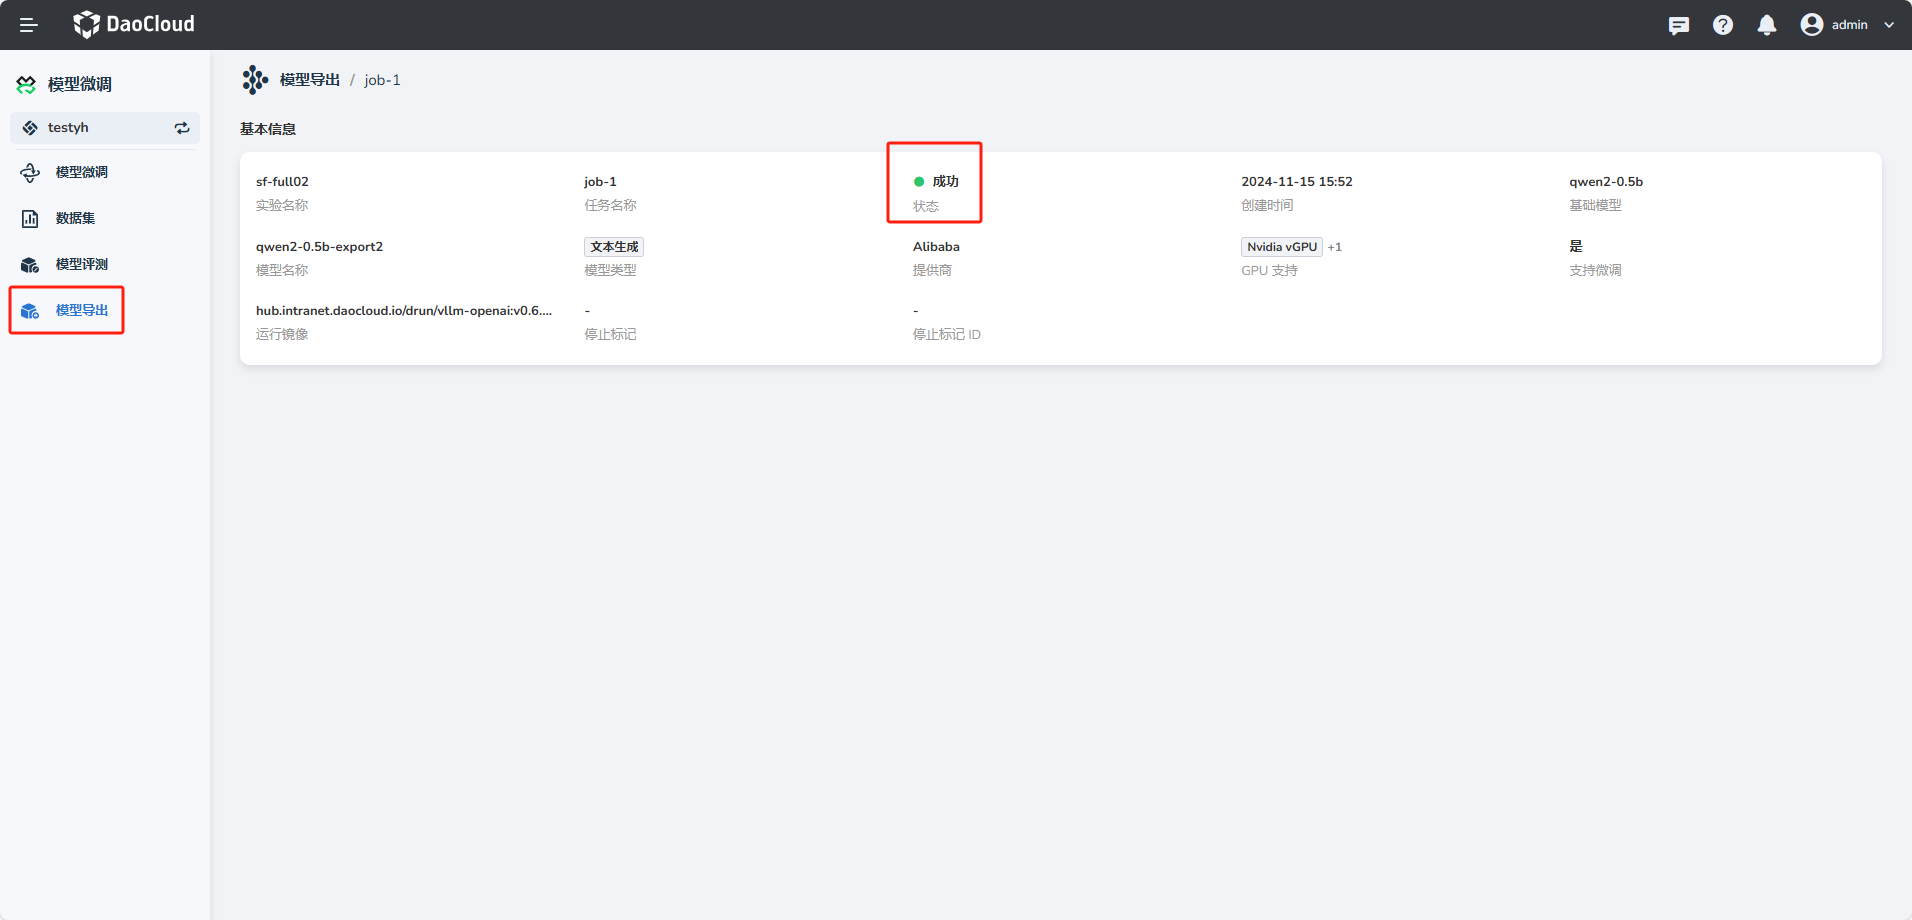 DaoCloud
admin
模型微调
testyh
模型微调
数据集
模型评测
模型导出
模型导出 / job-1
基本信息
sf-full02
实验名称
job-1
任务名称
成功
状态
2024-11-15 15:52
创建时间
qwen2-0.5b
基础模型
qwen2-0.5b-export2
模型名称
文本生成
模型类型
Alibaba
提供商
Nvidia vGPU +1
GPU 支持
是
支持微调
hub.intranet.daocloud.io/drun/vllm-openai:v0.6....
运行镜像
-
停止标记
-
停止标记 ID